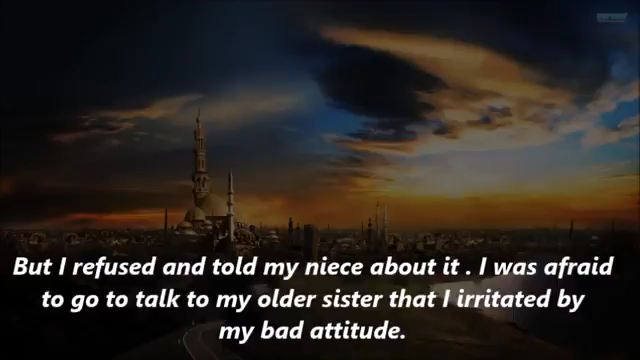 But I refused and told my niece about it . I was afraid
to go to talk to my older sister that I irritated by
my bad attitude.